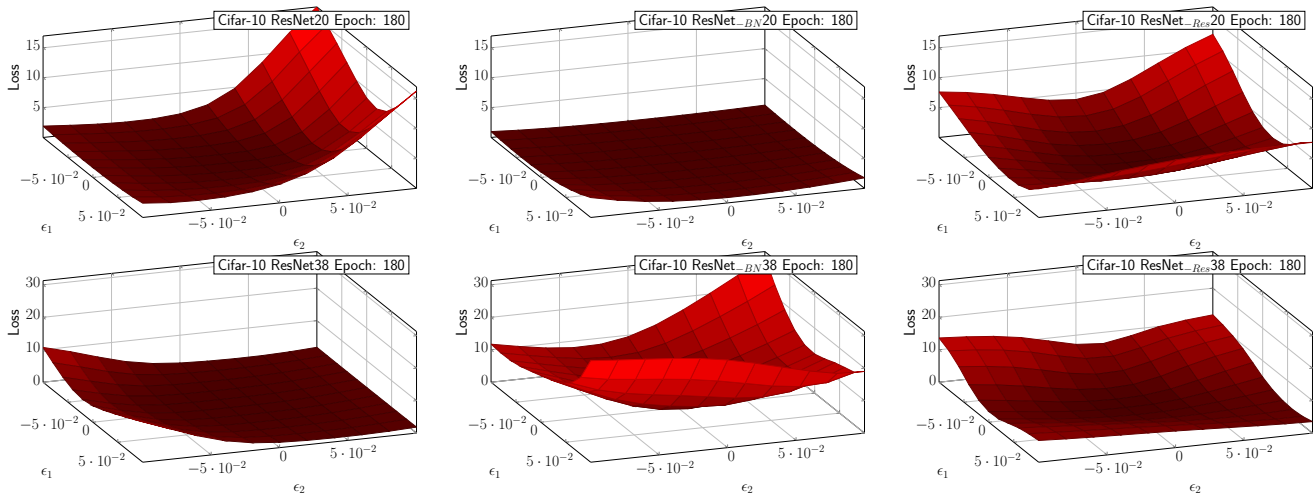 Cifar-10 ResNet20 Epoch: 180
Loss
15
10
5
−5 · 10⁻²
0
5 · 10⁻²
ϵ₁
−5 · 10⁻²
0
5 · 10⁻²
ϵ₂
Cifar-10 ResNet₋BN20 Epoch: 180
Loss
15
10
5
−5 · 10⁻²
0
5 · 10⁻²
ϵ₁
−5 · 10⁻²
0
5 · 10⁻²
ϵ₂
Cifar-10 ResNet₋Res20 Epoch: 180
Loss
15
10
5
−5 · 10⁻²
0
5 · 10⁻²
ϵ₁
−5 · 10⁻²
0
5 · 10⁻²
ϵ₂
Cifar-10 ResNet38 Epoch: 180
Loss
30
20
10
0
−5 · 10⁻²
0
5 · 10⁻²
ϵ₁
−5 · 10⁻²
0
5 · 10⁻²
ϵ₂
Cifar-10 ResNet₋BN38 Epoch: 180
Loss
30
20
10
0
−5 · 10⁻²
0
5 · 10⁻²
ϵ₁
−5 · 10⁻²
0
5 · 10⁻²
ϵ₂
Cifar-10 ResNet₋Res38 Epoch: 180
Loss
30
20
10
0
−5 · 10⁻²
0
5 · 10⁻²
ϵ₁
−5 · 10⁻²
0
5 · 10⁻²
ϵ₂